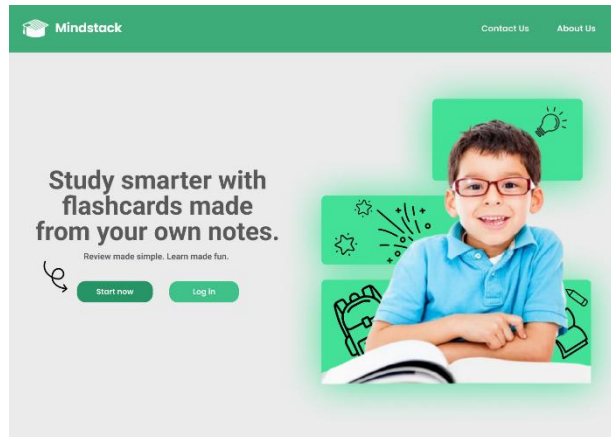 Mindstack
Contact Us
About Us
Study smarter with
flashcards made
from your own notes.
Review made simple. Learn made fun.
Start now
Log in